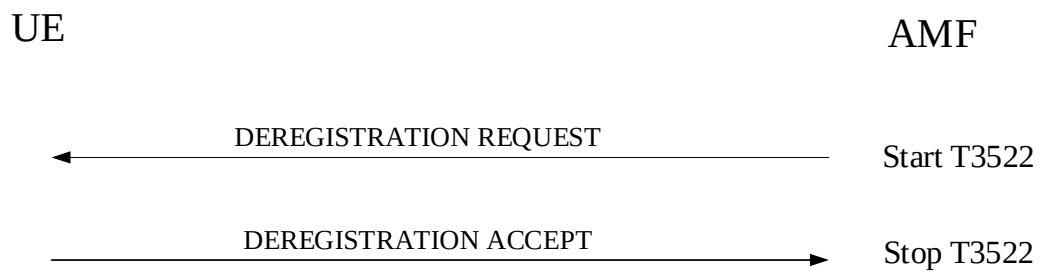 UE
AMF
DEREGISTRATION REQUEST
Start T3522
DEREGISTRATION ACCEPT
Stop T3522